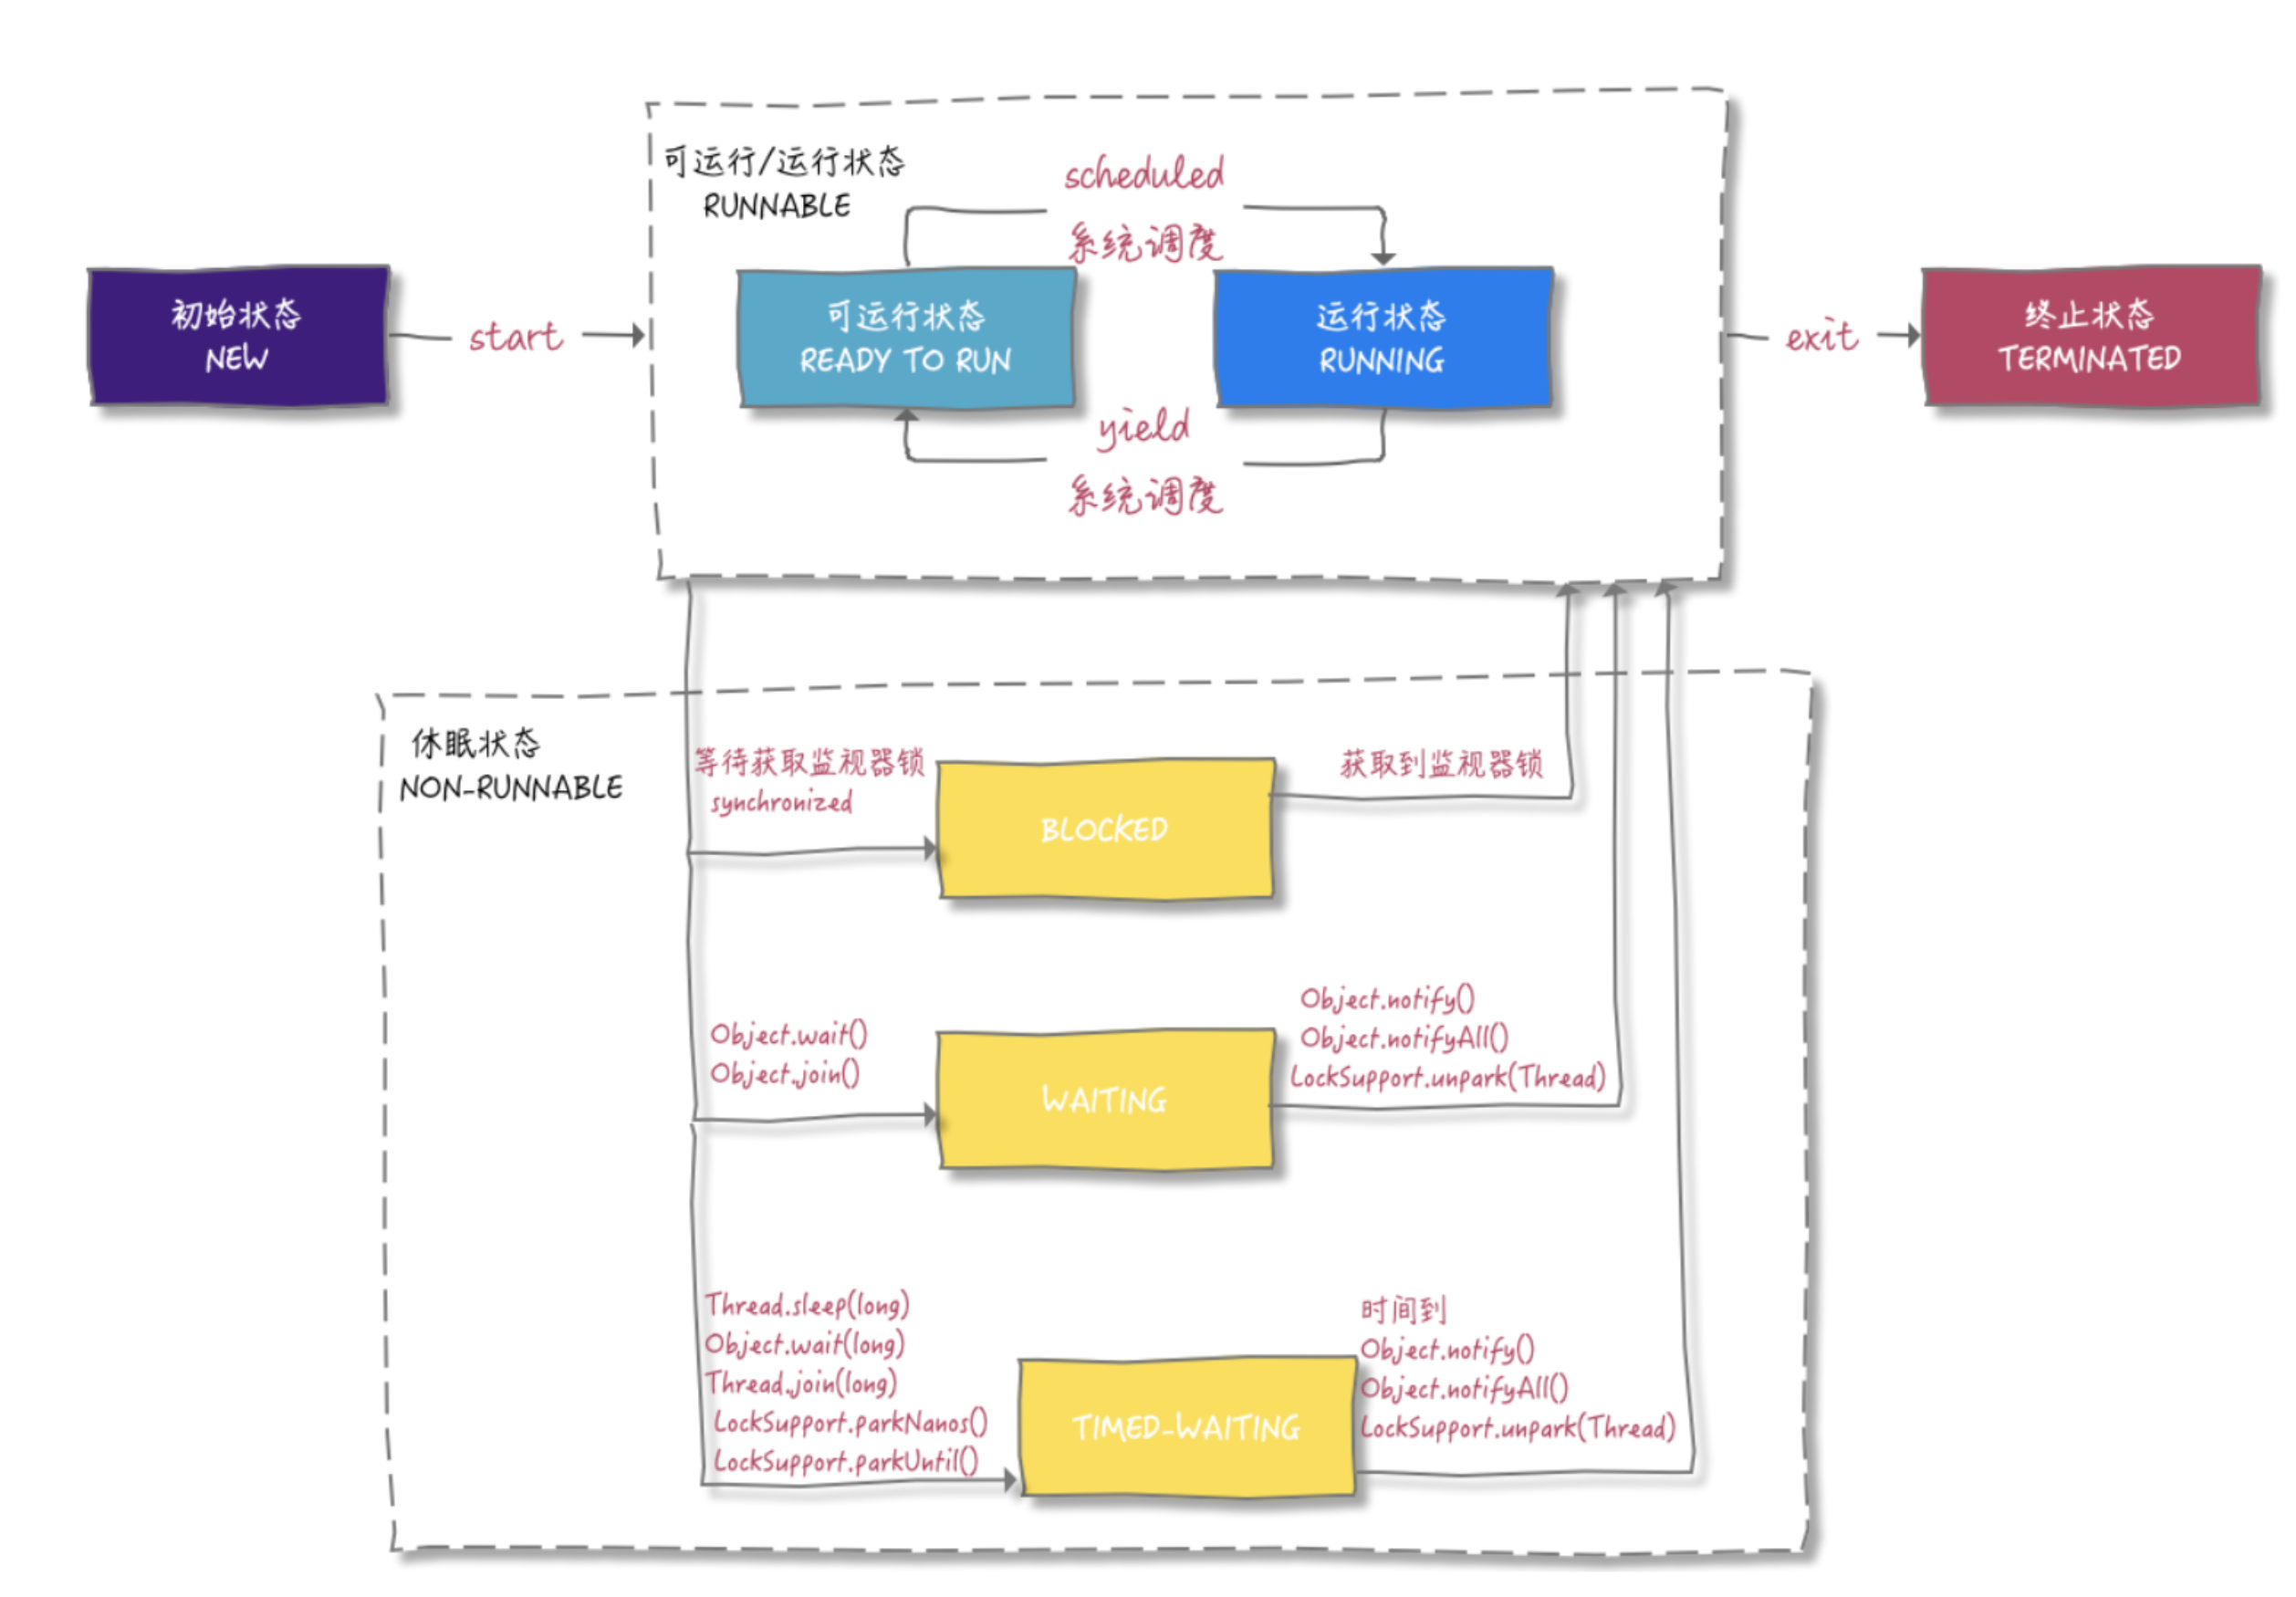 可运行/运行状态
RUNNABLE
scheduled
系统调度
初始状态
NEW
start
可运行状态
READY TO RUN
运行状态
RUNNING
exit
终止状态
TERMINATED
yield
系统调度
休眠状态
NON-RUNNABLE
等待获取监视器锁
synchronized
BLOCKED
获取到监视器锁
Object.wait()
Object.join()
WAITING
Object.notify()
Object.notifyAll()
LockSupport.unpark(Thread)
Thread.sleep(long)
Object.wait(long)
Thread.join(long)
LockSupport.parkNanos()
LockSupport.parkUntil()
TIMED-WAITING
时间到
Object.notify()
Object.notifyAll()
LockSupport.unpark(Thread)